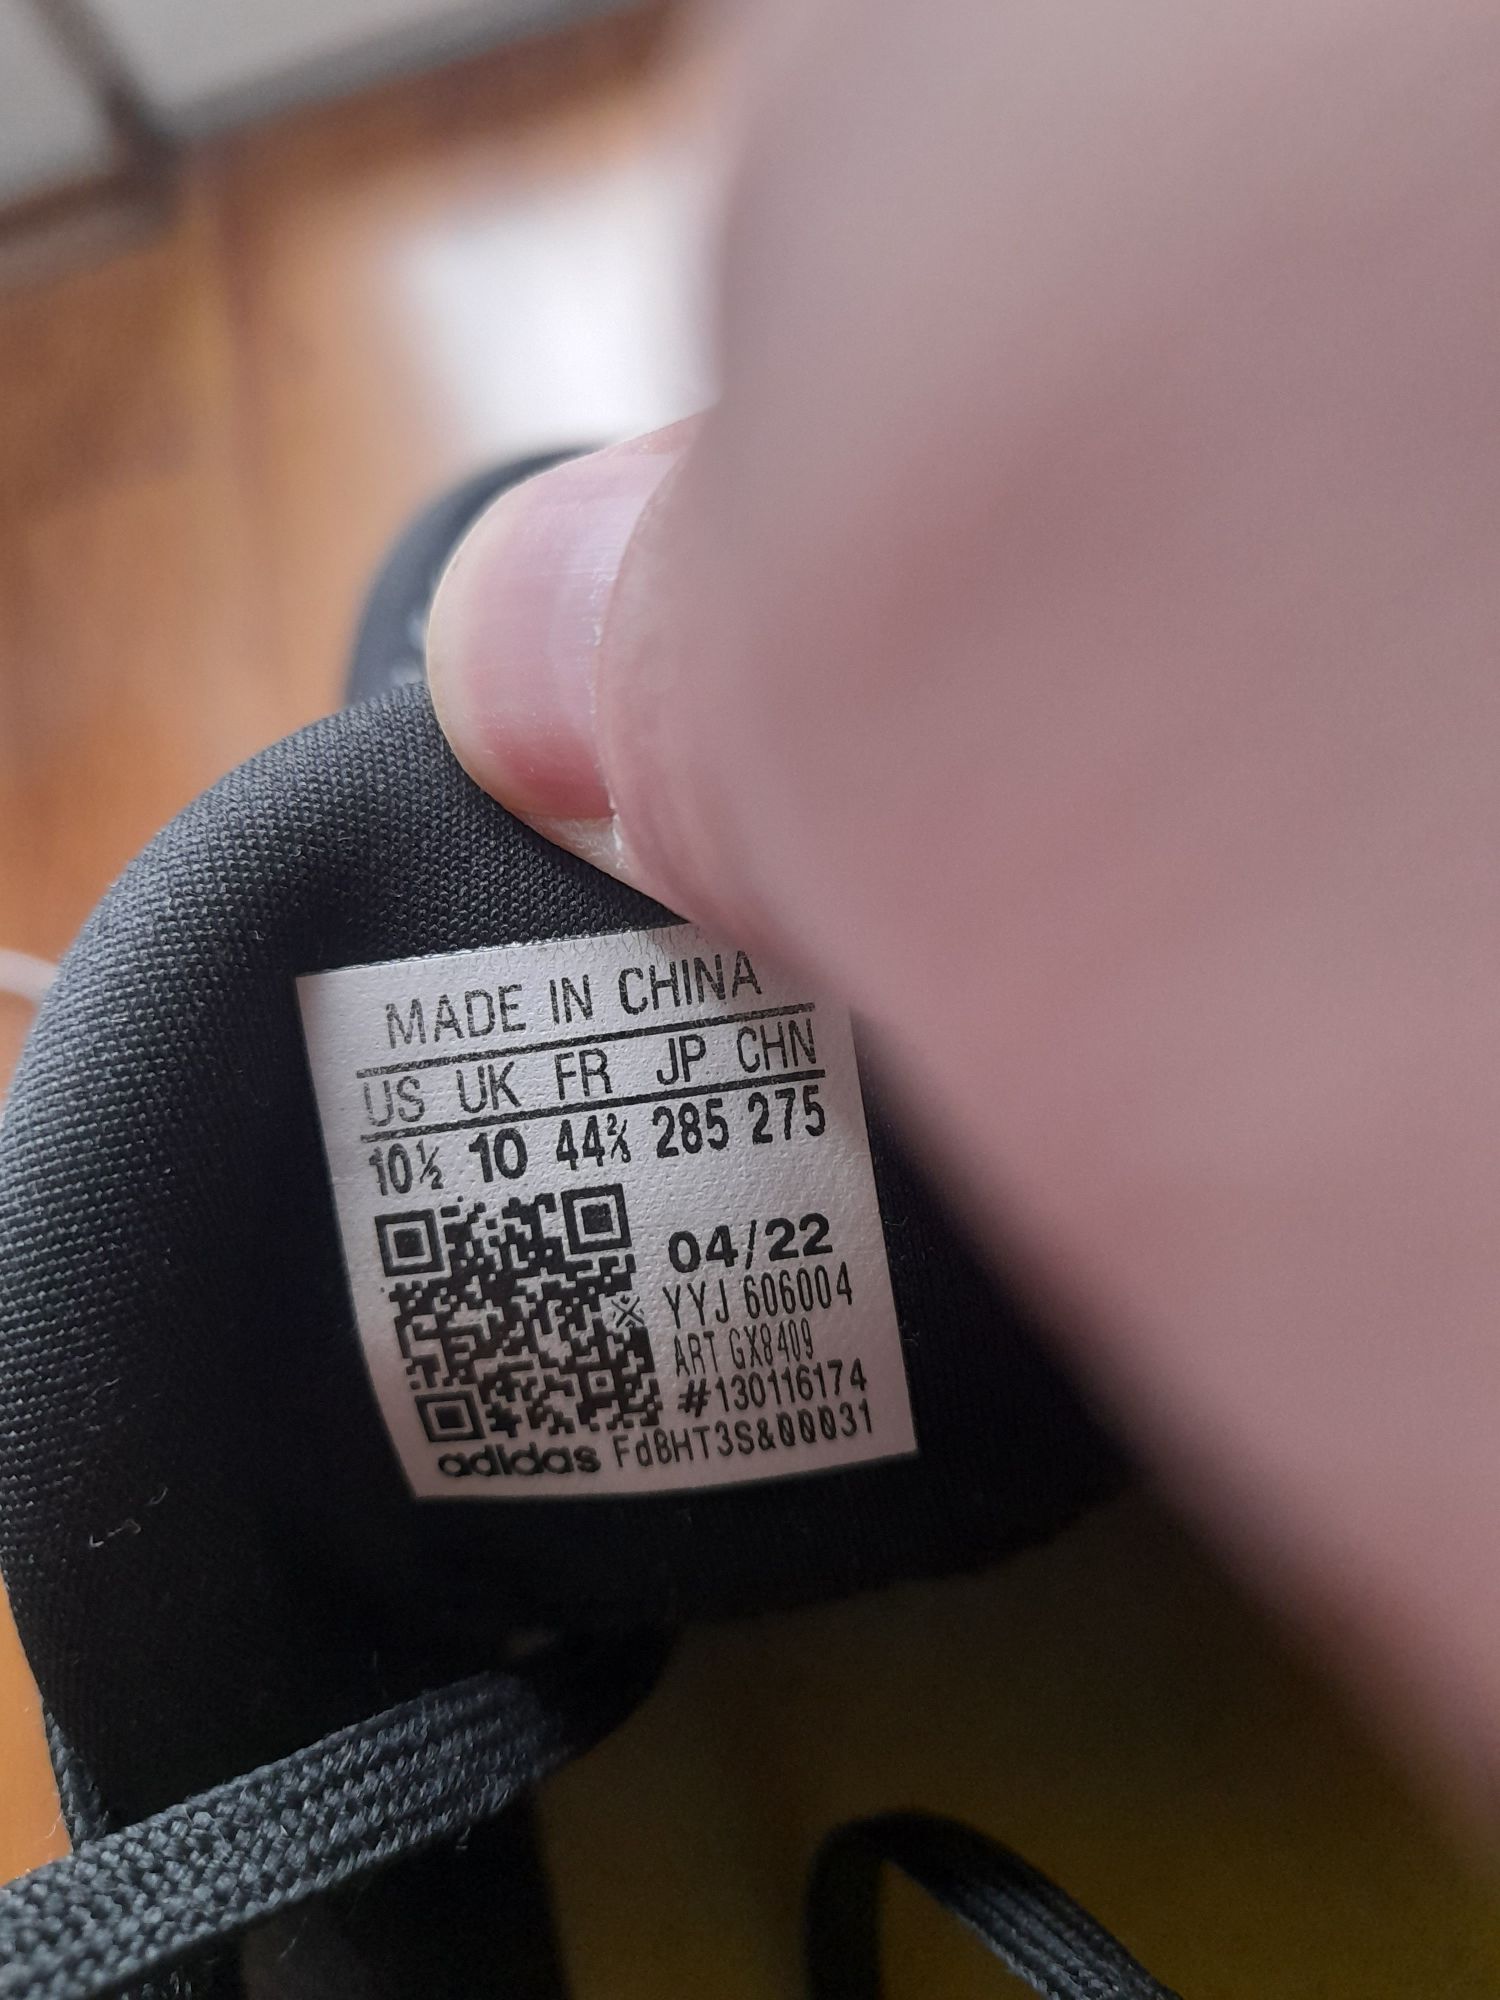 MADE IN CHINA
US UK FR JP CHN
10½ 10 44⅔ 285 275
04/22
YYJ 606004
ART GX8409
#130116174
adidas FdBHT3S&00031